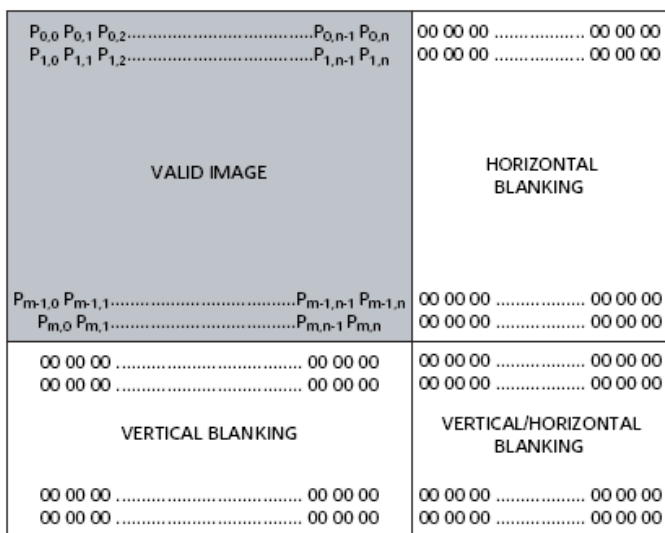 P0,0 P0,1 P0,2.....................................P0,n-1 P0,n 00 00 00 .................. 00 00 00
P1,0 P1,1 P1,2.....................................P1,n-1 P1,n 00 00 00 .................. 00 00 00
VALID IMAGE
HORIZONTAL
BLANKING
Pm-1,0 Pm-1,1.....................................Pm-1,n-1 Pm-1,n 00 00 00 .................. 00 00 00
Pm,0 Pm,1.....................................Pm,n-1 Pm,n 00 00 00 .................. 00 00 00
00 00 00 ..................................... 00 00 00 00 00 00 .................. 00 00 00
00 00 00 ..................................... 00 00 00 00 00 00 .................. 00 00 00
VERTICAL BLANKING
VERTICAL/HORIZONTAL
BLANKING
00 00 00 ..................................... 00 00 00 00 00 00 .................. 00 00 00
00 00 00 ..................................... 00 00 00 00 00 00 .................. 00 00 00